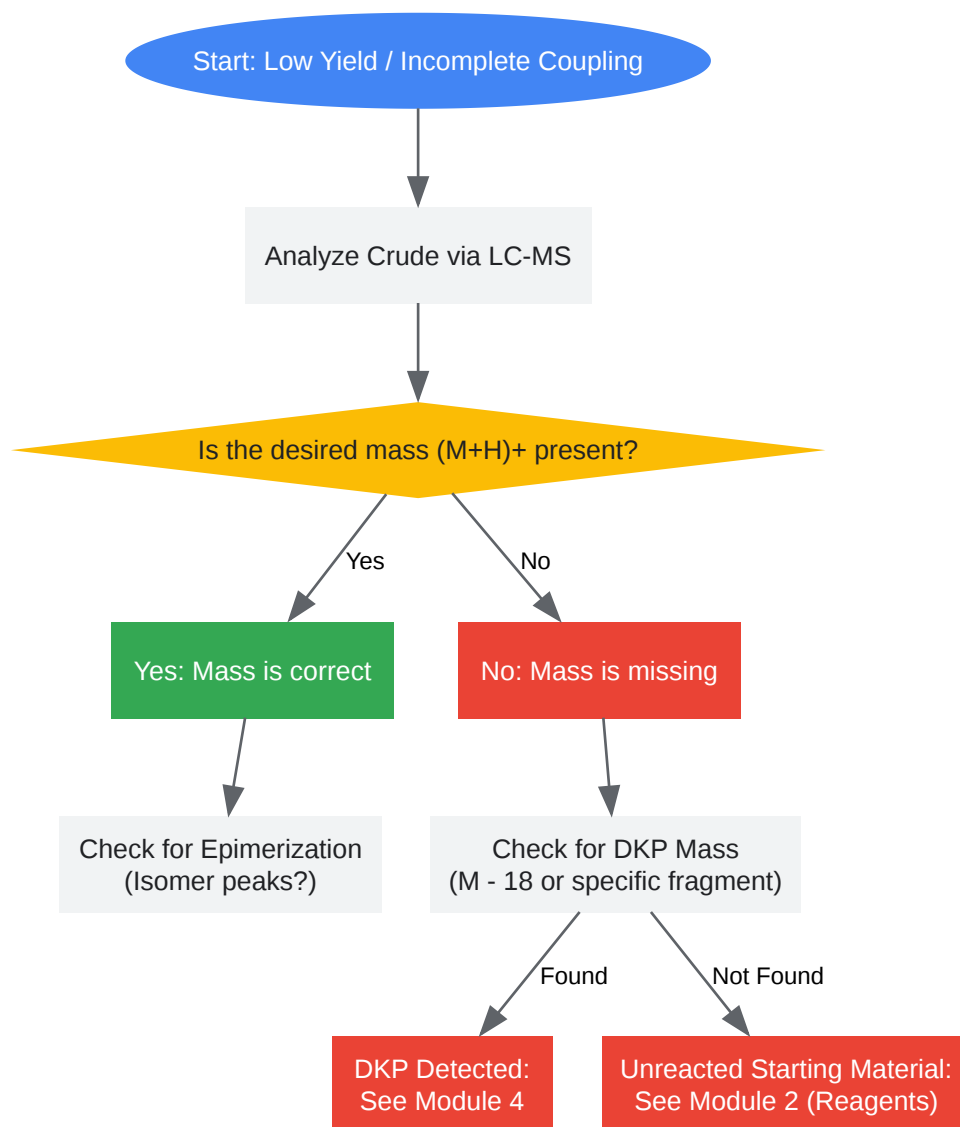 Start: Low Yield / Incomplete Coupling
Analyze Crude via LC-MS
Is the desired mass (M+H)+ present?
Yes
No
Yes: Mass is correct
No: Mass is missing
Check for Epimerization
(Isomer peaks?)
Check for DKP Mass
(M - 18 or specific fragment)
Found
Not Found
DKP Detected:
See Module 4
Unreacted Starting Material:
See Module 2 (Reagents)